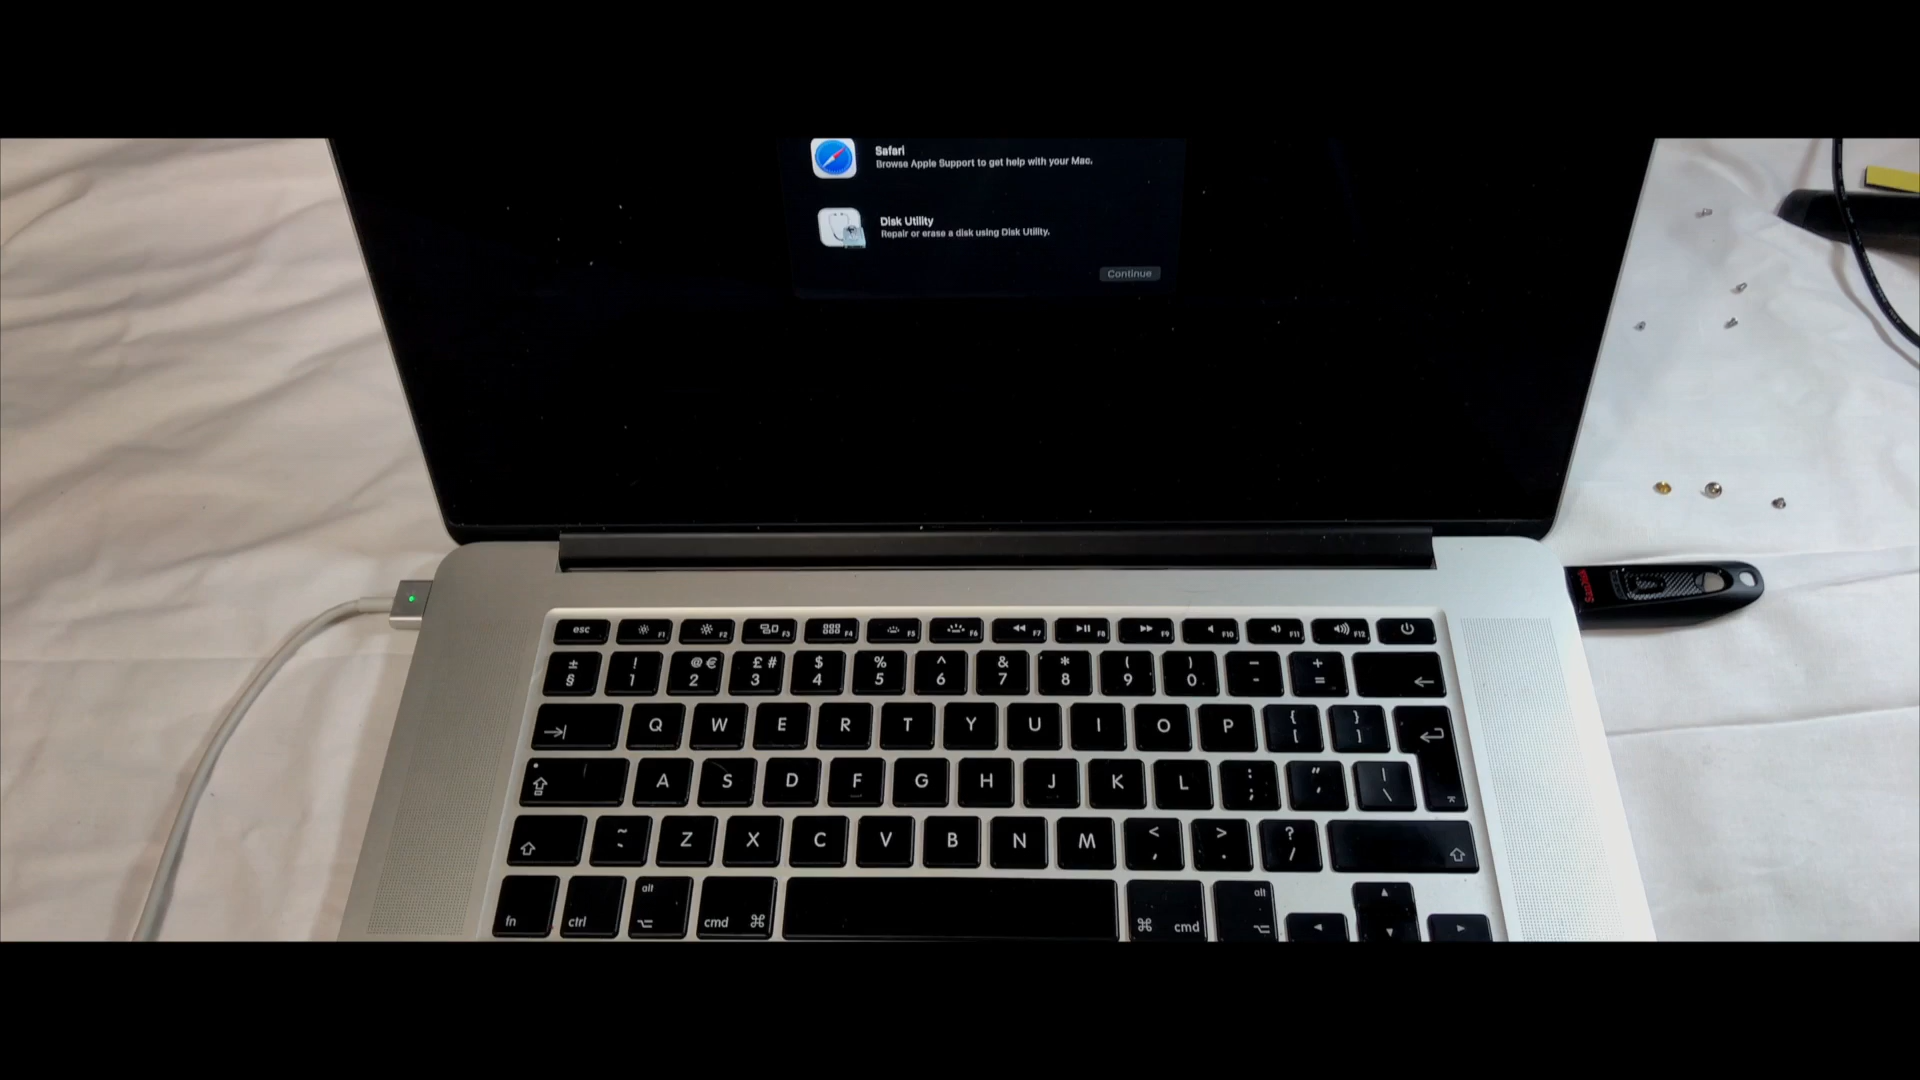 Safari
Browse Apple Support to get help with your Mac.
Disk Utility
Repair or erase a disk using Disk Utility.
Continue
SanDisk
esc F1 F2 F3 F4 F5 F6 F7 F8 F9 F10 F11 F12
± ! @ € £ # $ % ^ & * ( ) _ +
§ 1 2 3 4 5 6 7 8 9 0 - =
Q W E R T Y U I O P { }
[ ]
A S D F G H J K L : " |
; ' \
~ Z X C V B N M < > ?
` , . /
alt alt
fn ctrl cmd ⌘ ⌘ cmd